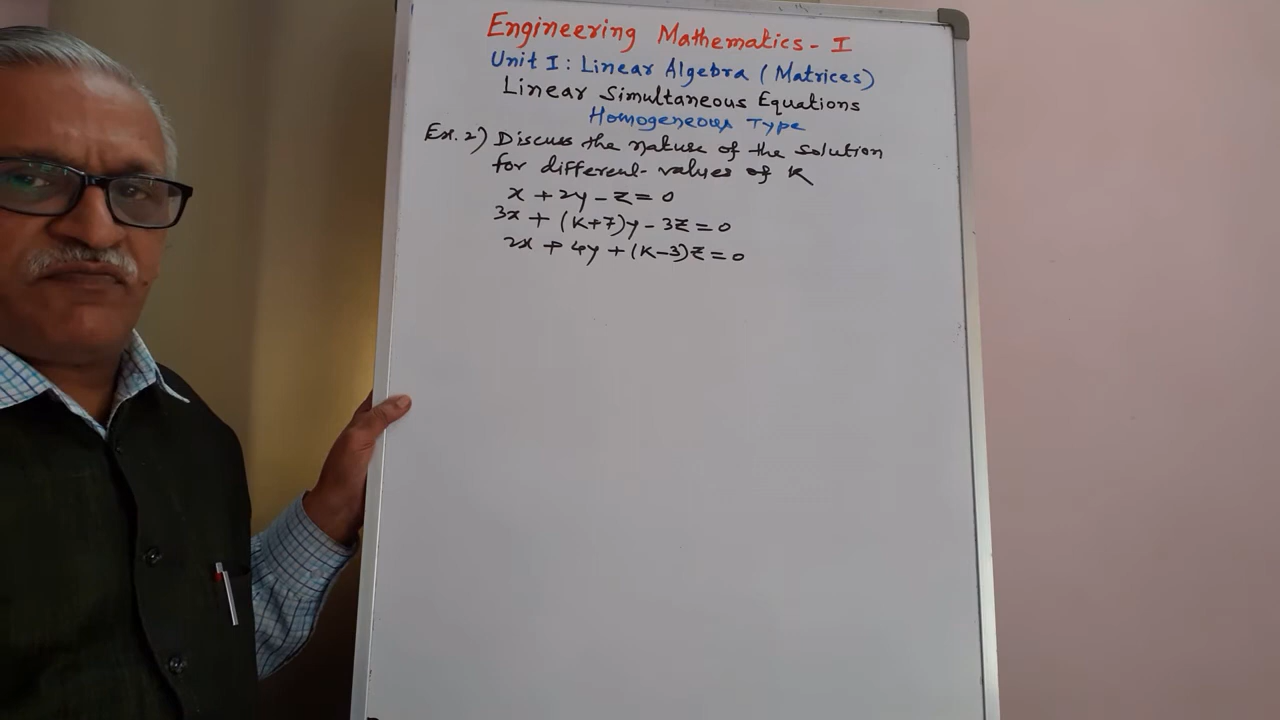 Engineering Mathematics - I
Unit I : Linear Algebra (Matrices)
Linear Simultaneous Equations
Homogeneous Type
Ex. 2) Discuss the nature of the solution
for different values of K
x + 2y - z = 0
3x + (K+7)y - 3z = 0
2x + 4y + (K-3)z = 0